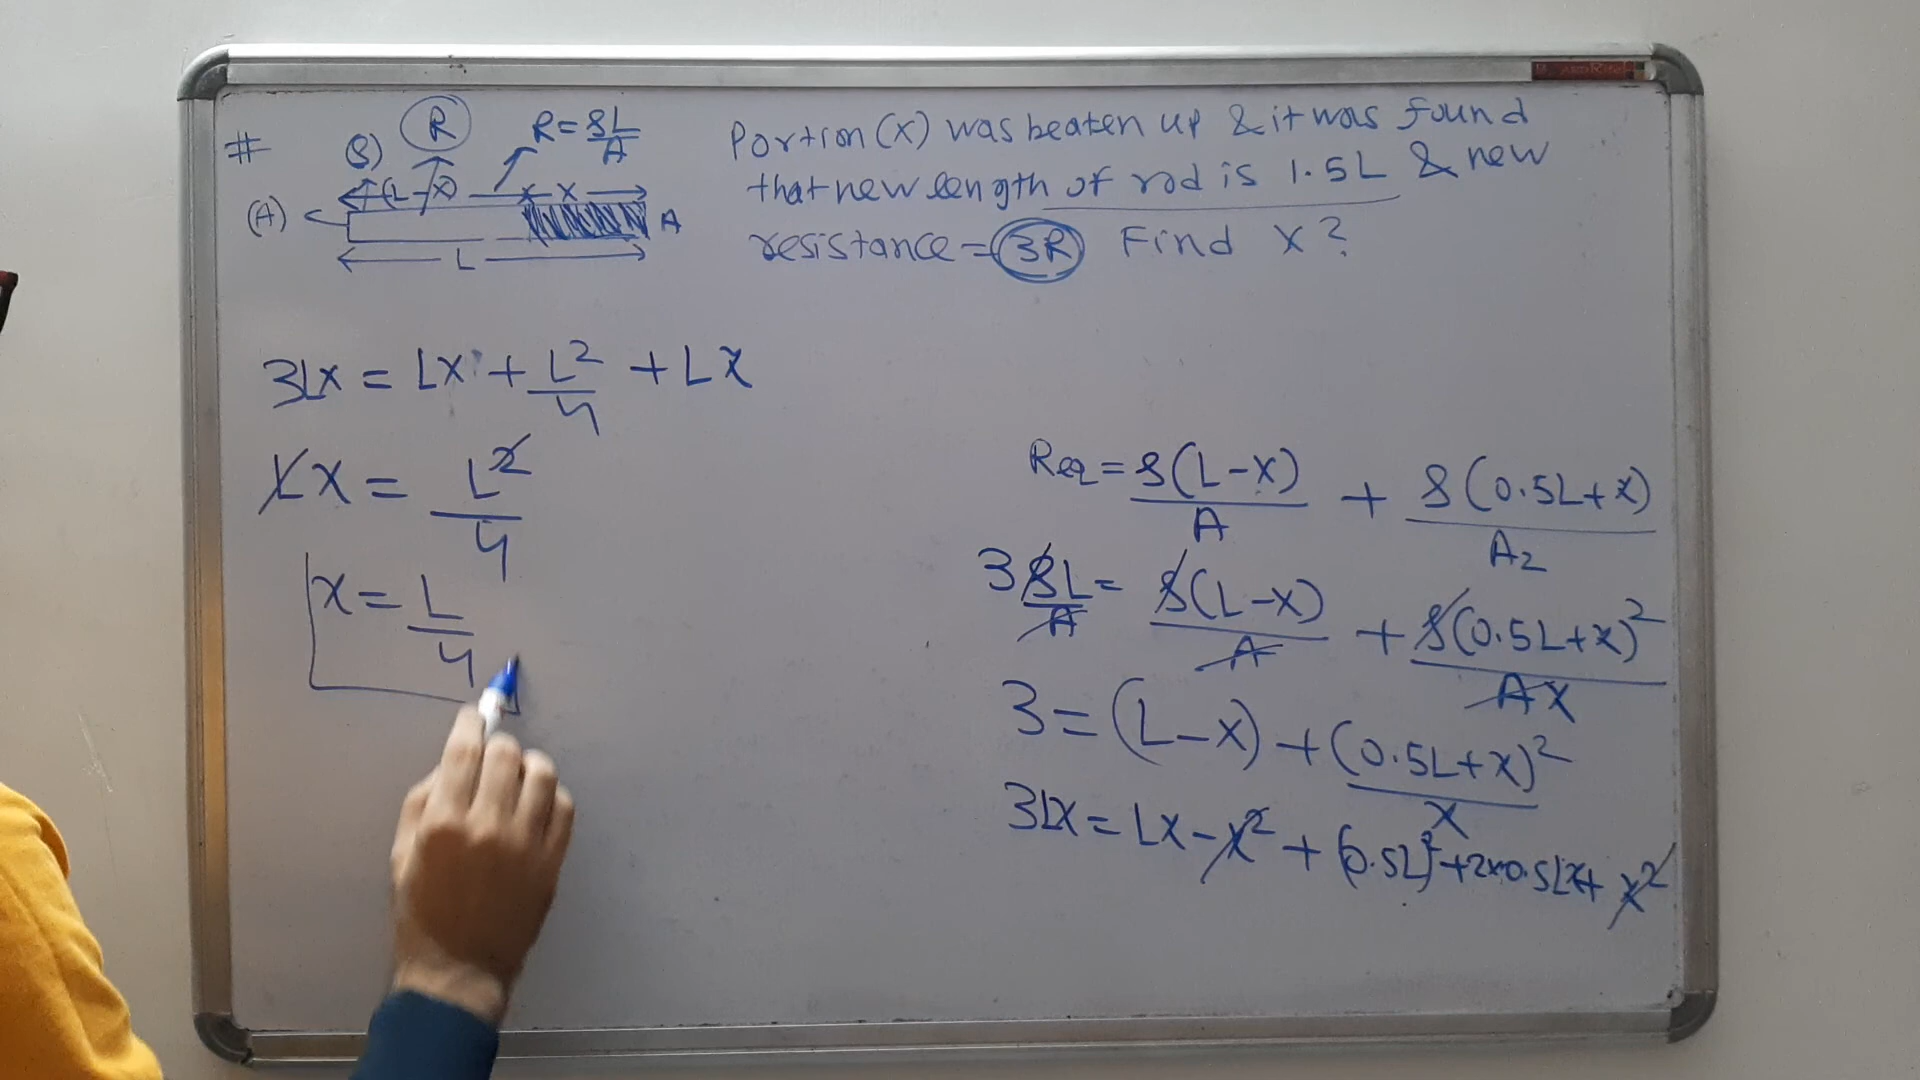 #
S) R R = SL/A
(L-x) x
(A) A
L
Portion (x) was beaten up & it was found
that new length of rod is 1.5L & new
resistance = 3R Find x?
3Lx = Lx + L²/4 + Lx
Lx = L²/4
x = L/4
Req = S(L-x)/A + S(0.5L+x)/A2
3SL/A = S(L-x)/A + S(0.5L+x)²/Ax
3 = (L-x) + (0.5L+x)²/x
3Lx = Lx - x² + (0.5L)² + 2×0.5Lx + x²